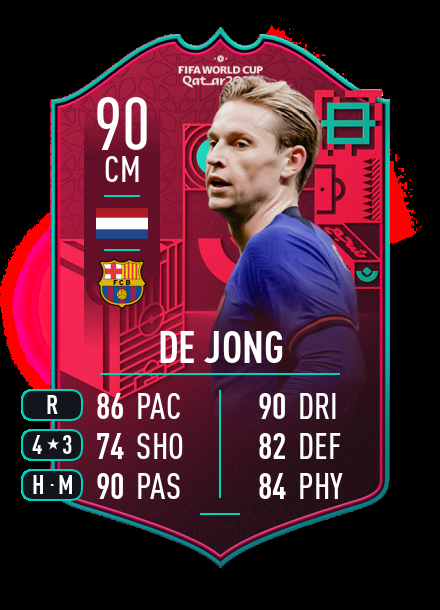 FIFA WORLD CUP
90
CM
FCB
DE JONG
R
4★3
H·M
86 PAC
74 SHO
90 PAS
90 DRI
82 DEF
84 PHY